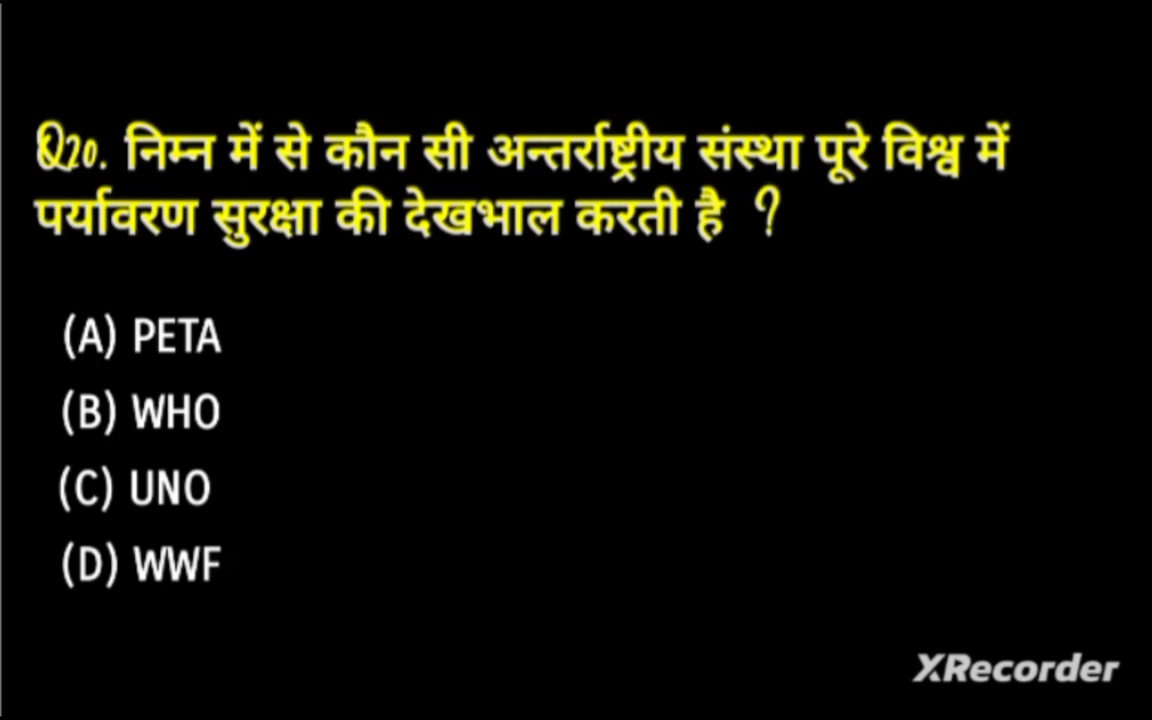 Q20. निम्न में से कौन सी अन्तर्राष्ट्रीय संस्था पूरे विश्व में
पर्यावरण सुरक्षा की देखभाल करती है ?
(A) PETA
(B) WHO
(C) UNO
(D) WWF
XRecorder